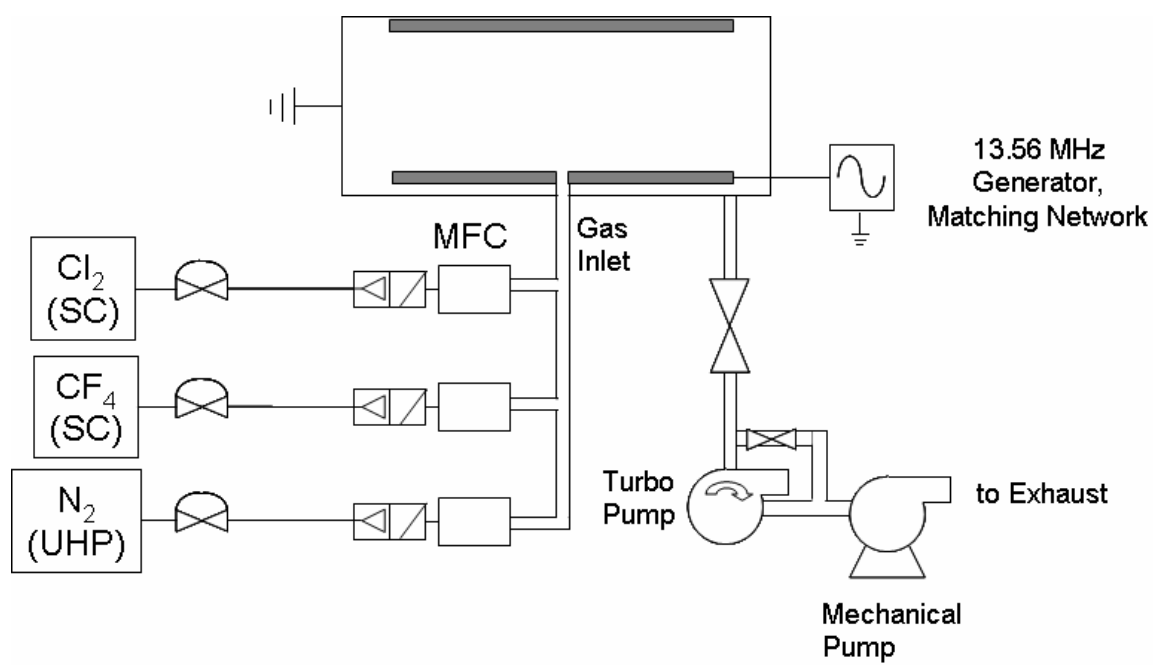 13.56 MHz
Generator,
Matching Network
MFC
Gas
Inlet
Cl₂
(SC)
CF₄
(SC)
N₂
(UHP)
Turbo
Pump
to Exhaust
Mechanical
Pump